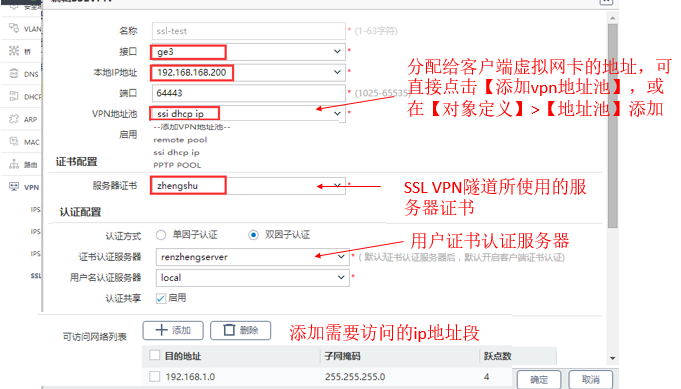 编辑SSLVPN
VLAN
桥
DNS
DHCP
ARP
MAC
路由
VPN
IPS
IPS
IPS
SSL
名称 ssl-test * (1-63字符)
接口 ge3 *
本地IP地址 192.168.168.200 *
端口 64443 * (1025-65535)
VPN地址池 ssi dhcp ip *
启用 --添加VPN地址池--
remote pool
ssi dhcp ip
PPTP POOL
分配给客户端虚拟网卡的地址，可
直接点击【添加vpn地址池】，或
在【对象定义】>【地址池】添加
证书配置
服务器证书 zhengshu *
SSL VPN隧道所使用的服
务器证书
认证配置
认证方式 单因子认证 双因子认证
用户证书认证服务器
证书认证服务器 renzhengserver * ( 默认证书认证服务器后，默认开启客户端证书认证)
用户名认证服务器 local *
认证共享 启用
可访问网络列表 添加 删除
添加需要访问的ip地址段
目的地址 子网掩码 跃点数
192.168.1.0 255.255.255.0 4
确定 取消